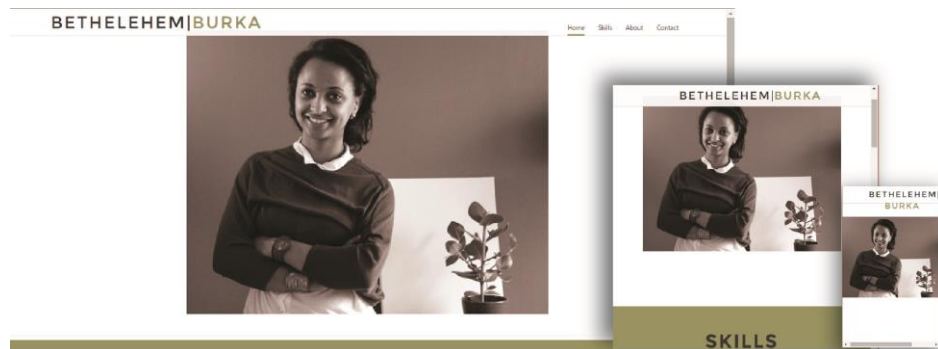 BETHELEHEM|BURKA
Home Skills About Contact
BETHELEHEM|BURKA
SKILLS
BETHELEHEM|
BURKA